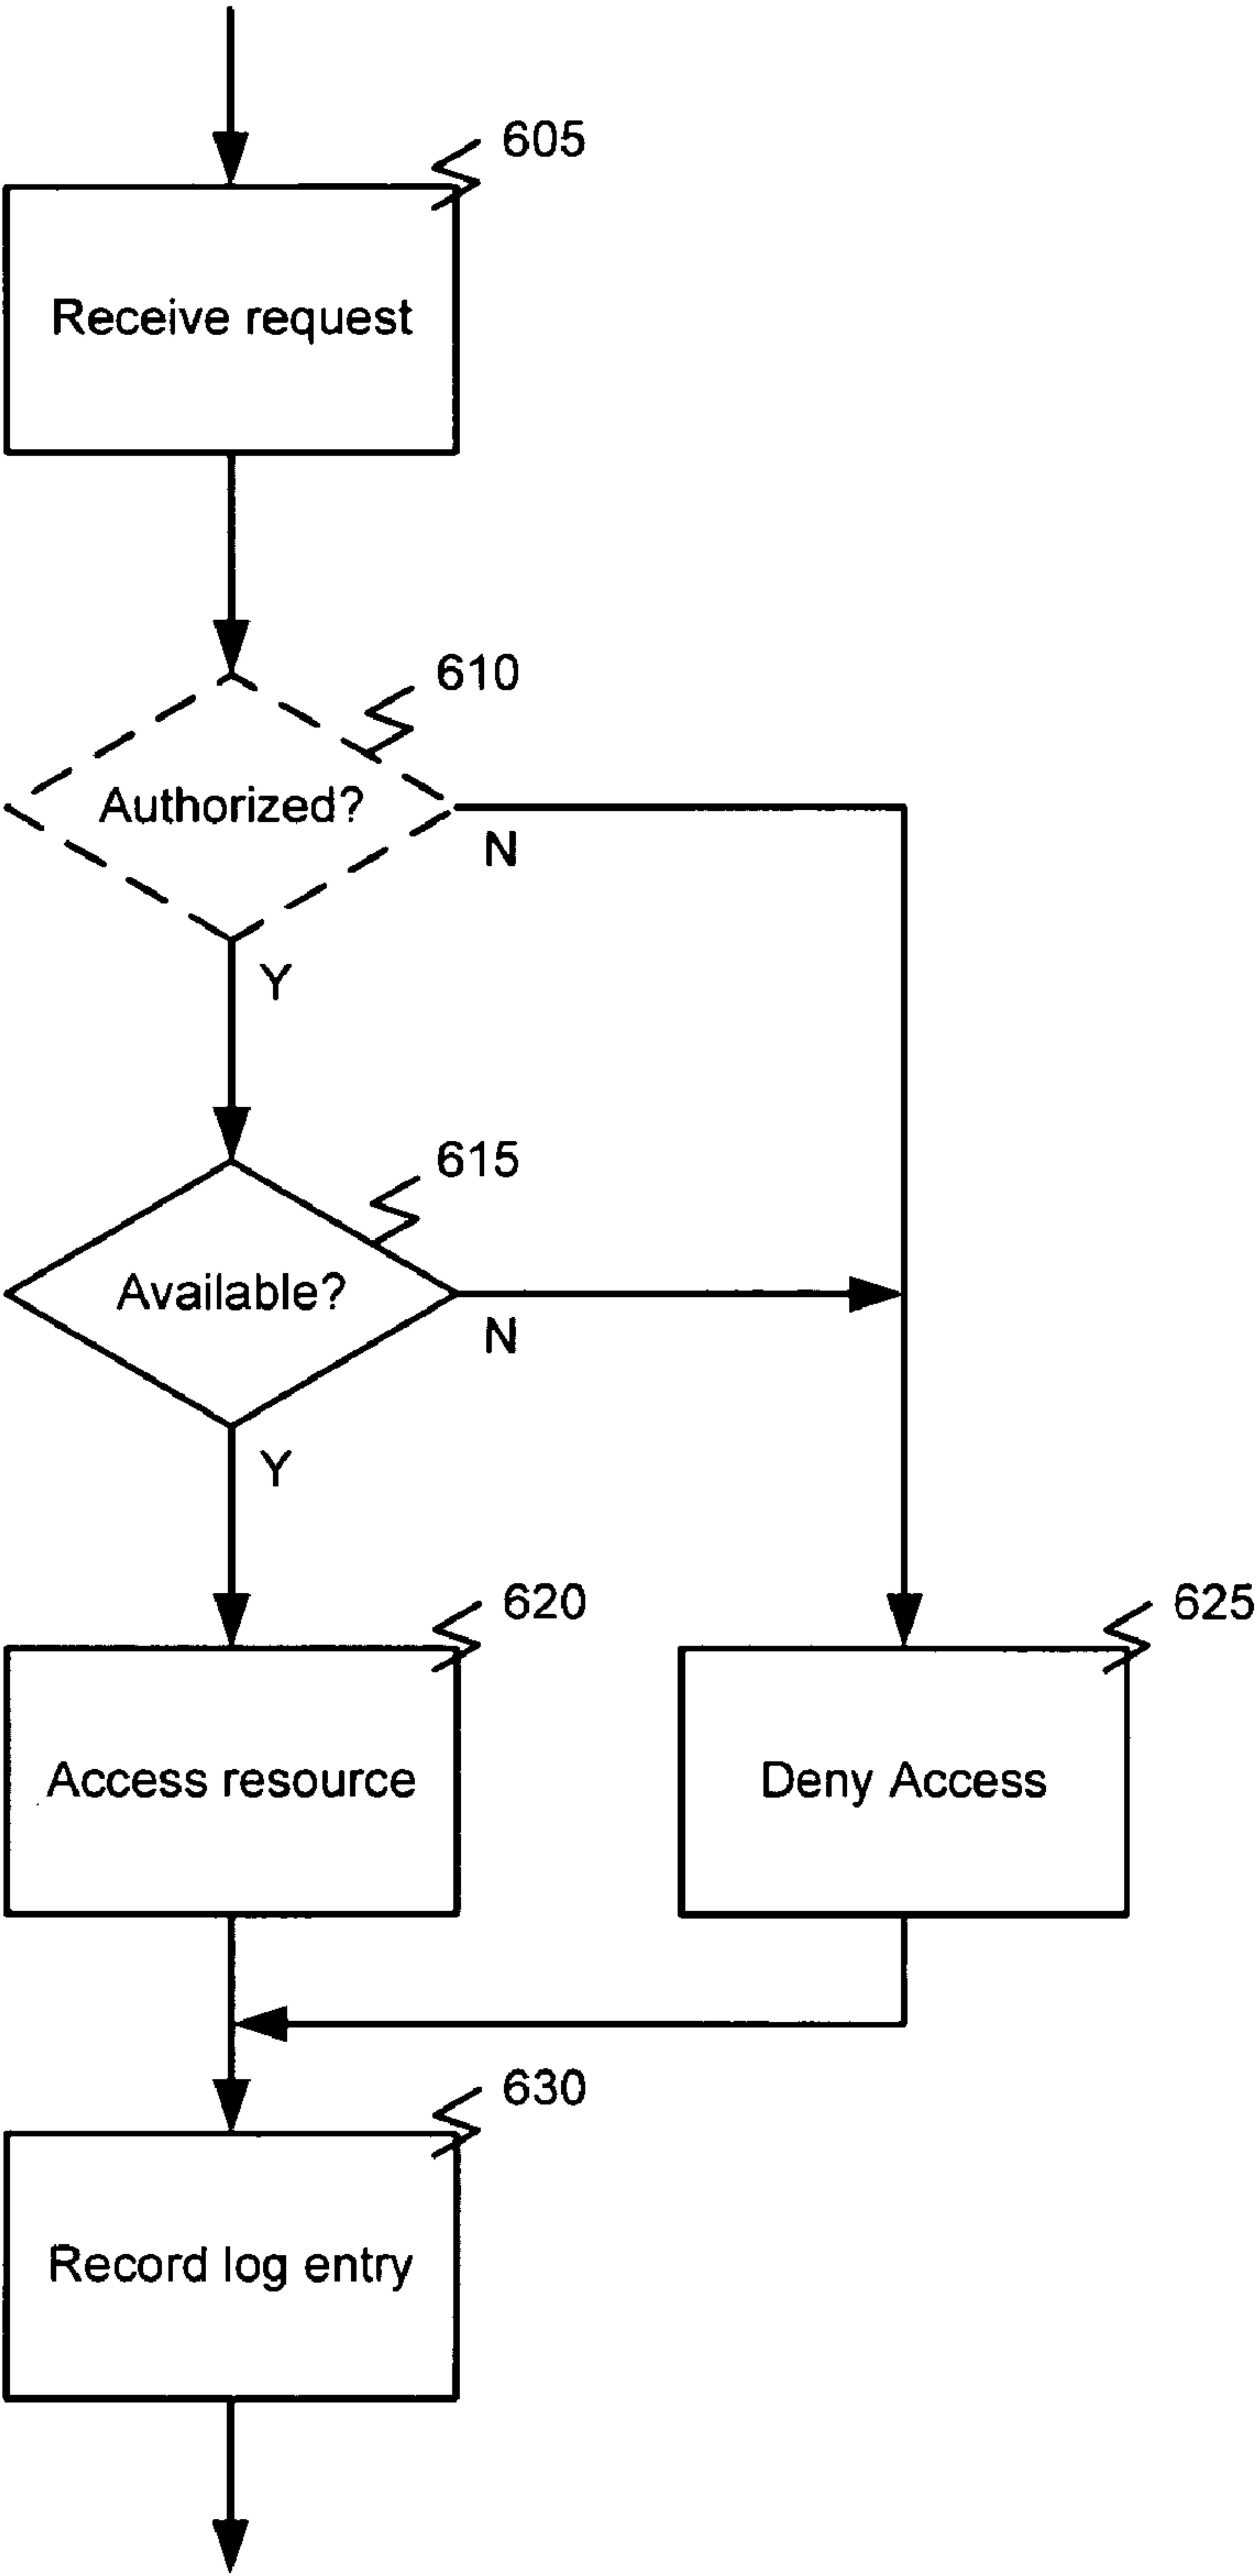 605
Receive request
610
Authorized?
N
Y
615
Available?
N
Y
620
625
Access resource
Deny Access
630
Record log entry